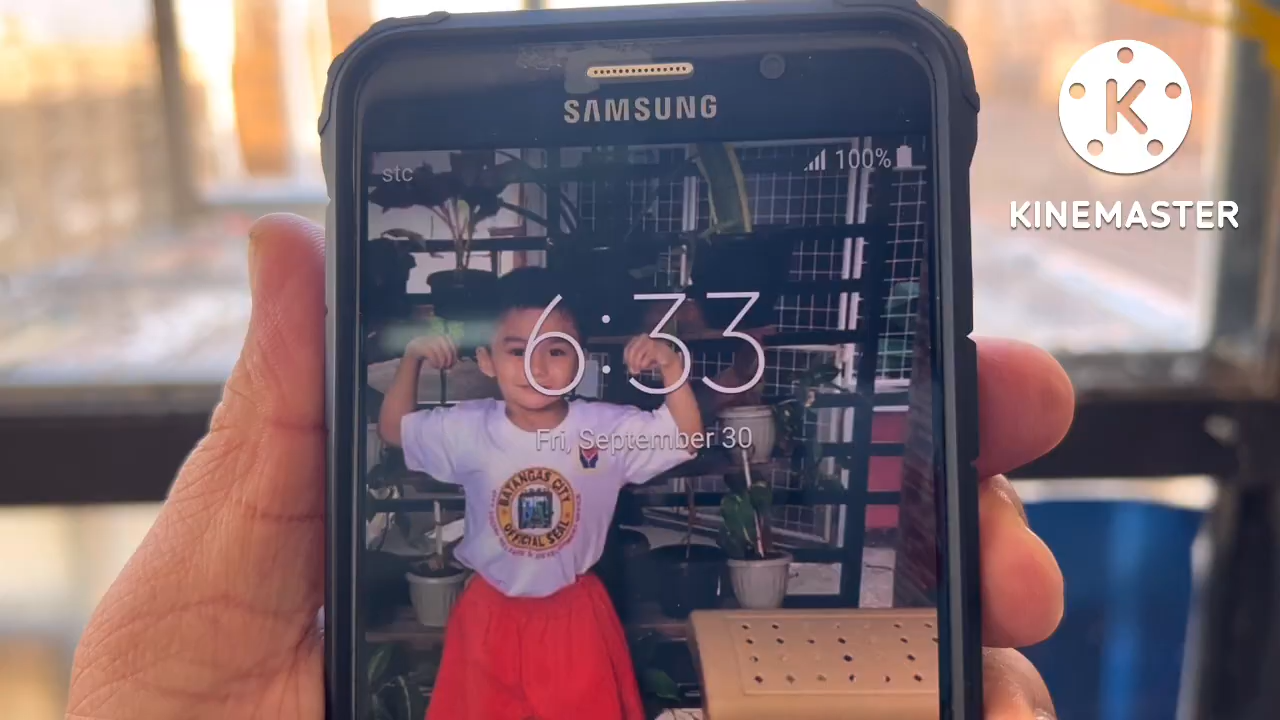 SAMSUNG
stc
100%
6:33
Fri, September 30
BATANGAS CITY
OFFICIAL SEAL
K
KINEMASTER